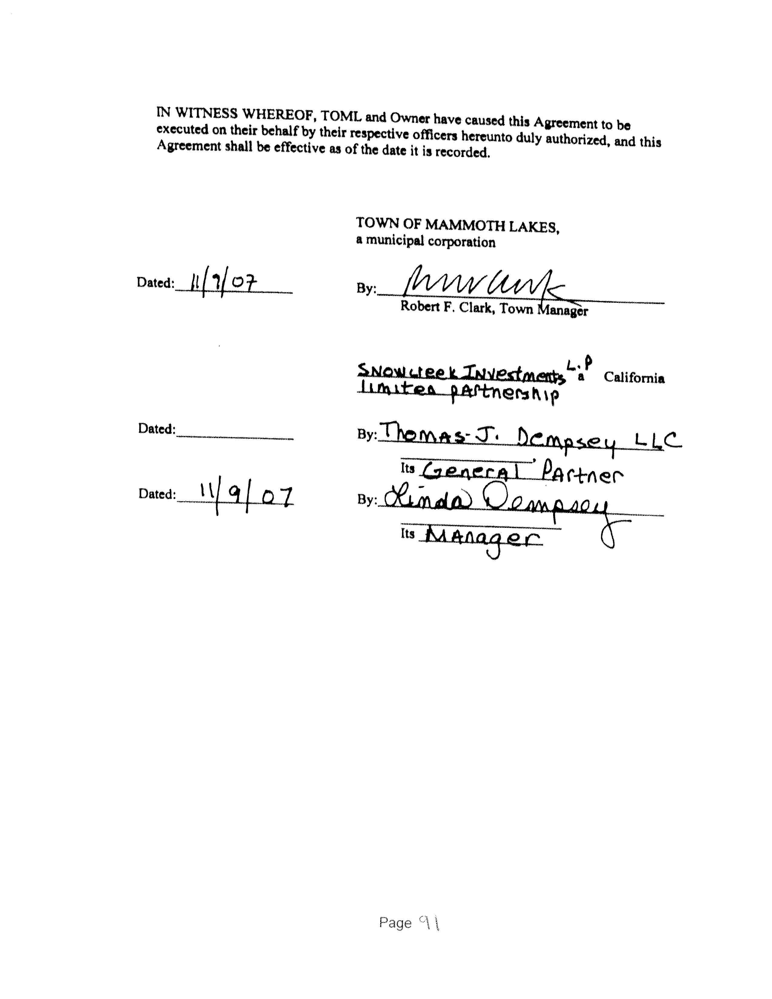 IN WITNESS WHEREOF, TOML and Owner have caused this Agreement to be
executed on their behalf by their respective officers hereunto duly authorized, and this
Agreement shall be effective as of the date it is recorded.
TOWN OF MAMMOTH LAKES,
a municipal corporation
Dated: 11/9/07 By:
Robert F. Clark, Town Manager
Snowcreek Investments L.P a California
limited partnership
Dated: By: Thomas J. Dempsey LLC
,
Its General Partner
Dated: 11/9/07 By: Linda Dempsey
Its Manager
Page 91